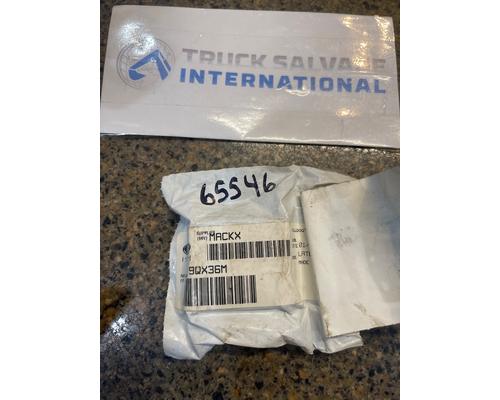 TRUCK SALVAGE
INTERNATIONAL
65546
MACKX
9QX36M